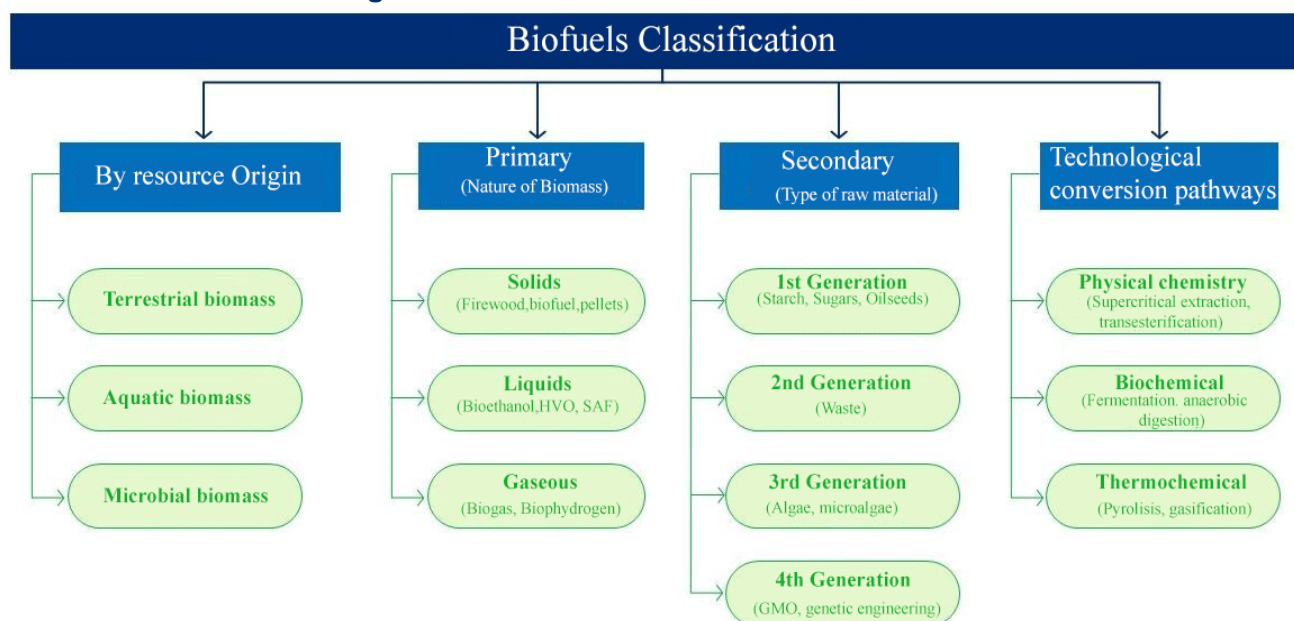 Biofuels Classification
By resource Origin
Terrestrial biomass
Aquatic biomass
Microbial biomass
Primary
(Nature of Biomass)
Solids
(Firewood,biofuel,pellets)
Liquids
(Bioethanol,HVO, SAF)
Gaseous
(Biogas, Biophydrogen)
Secondary
(Type of raw material)
1st Generation
(Starch, Sugars, Oilseeds)
2nd Generation
(Waste)
3rd Generation
(Algae, microalgae)
4th Generation
(GMO, genetic engineering)
Technological
conversion pathways
Physical chemistry
(Supercritical extraction,
transesterification)
Biochemical
(Fermentation. anaerobic
digestion)
Thermochemical
(Pyrolisis, gasification)